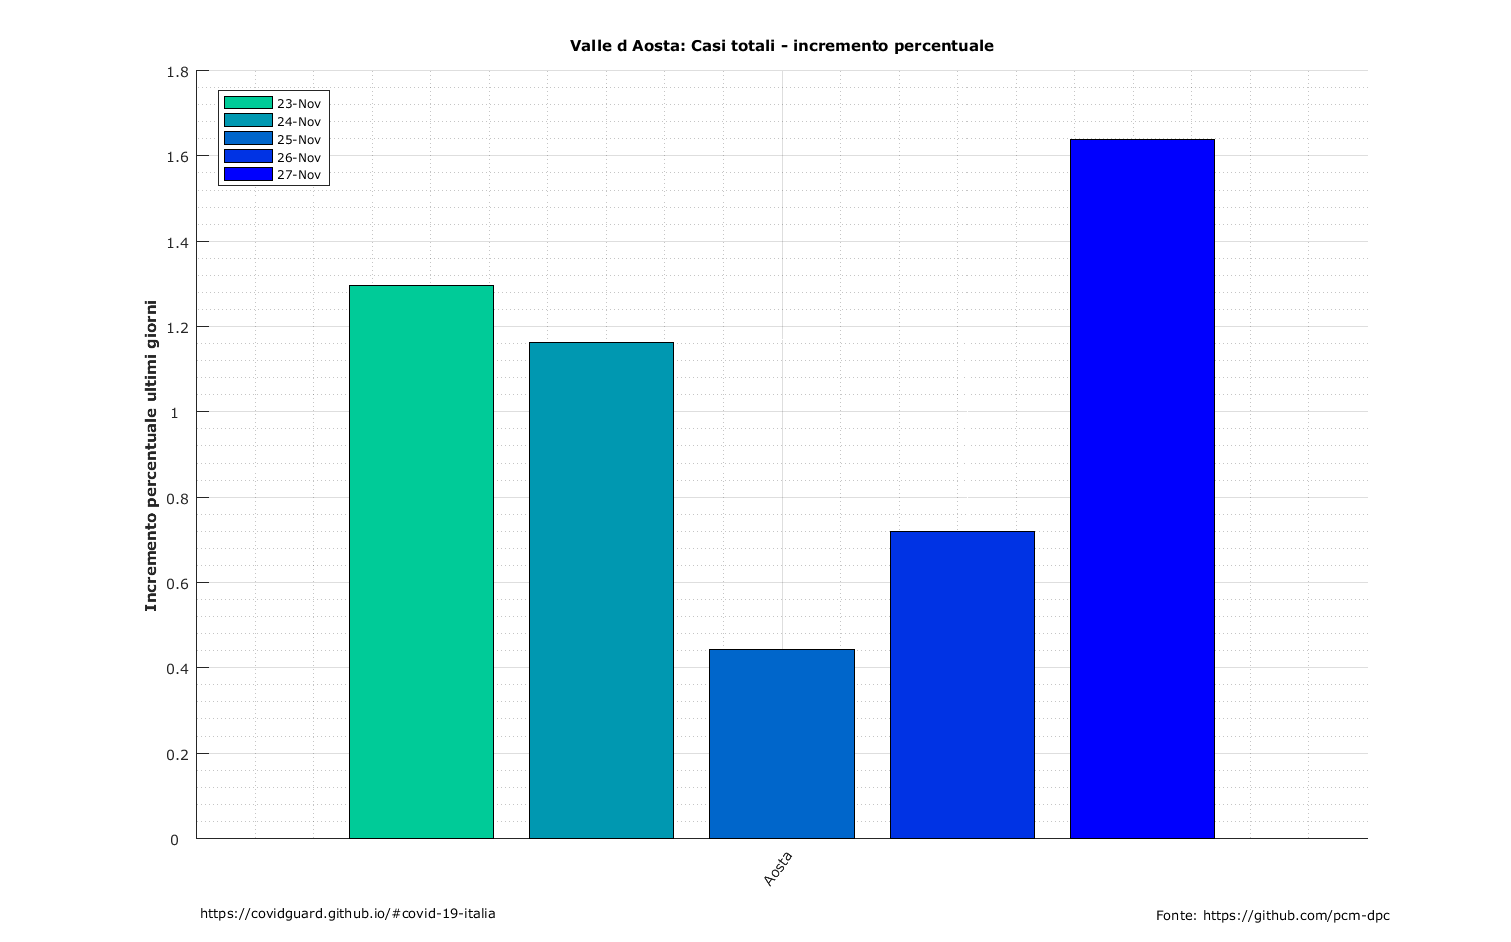 Valle d Aosta: Casi totali - incremento percentuale
1.8
1.6
1.4
1.2
1
0.8
0.6
0.4
0.2
0
Incremento percentuale ultimi giorni
23-Nov
24-Nov
25-Nov
26-Nov
27-Nov
Aosta
https://covidguard.github.io/#covid-19-italia
Fonte: https://github.com/pcm-dpc